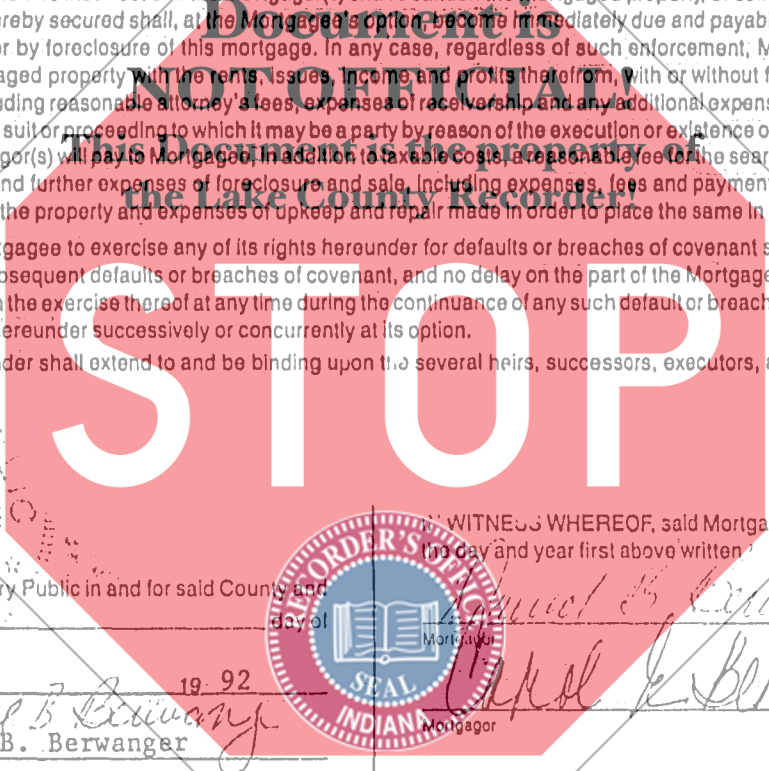 Document is
ereby secured shall, at the Mortgagee's option, become immediately due and payabl
r by foreclosure of this mortgage. In any case, regardless of such enforcement, M
NOT OFFICIAL!
aged property with the rents, issues, income and profits therefrom, with or without f
ding reasonable attorney's fees, expenses of receivership and any additional expens
suit or proceeding to which it may be a party by reason of the execution or existence o
This Document is the property of
gor(s) will pay to Mortgagee, in addition to taxable costs, a reasonable fee for the sear
nd further expenses of foreclosure and sale, including expenses, fees and payment
the Lake County Recorder!
the property and expenses of upkeep and repair made in order to place the same in
gagee to exercise any of its rights hereunder for defaults or breaches of covenant s
bsequent defaults or breaches of covenant, and no delay on the part of the Mortgage
the exercise thereof at any time during the continuance of any such default or breach
ereunder successively or concurrently at its option.
der shall extend to and be binding upon the several heirs, successors, executors, a
STOP
WITNESS WHEREOF, said Mortga
the day and year first above written
ry Public in and for said County and
day of
Mortgagor
RECORDER'S OFFICE
SEAL
INDIANA
19 92
Carol
Mortgagor
B. Berwanger